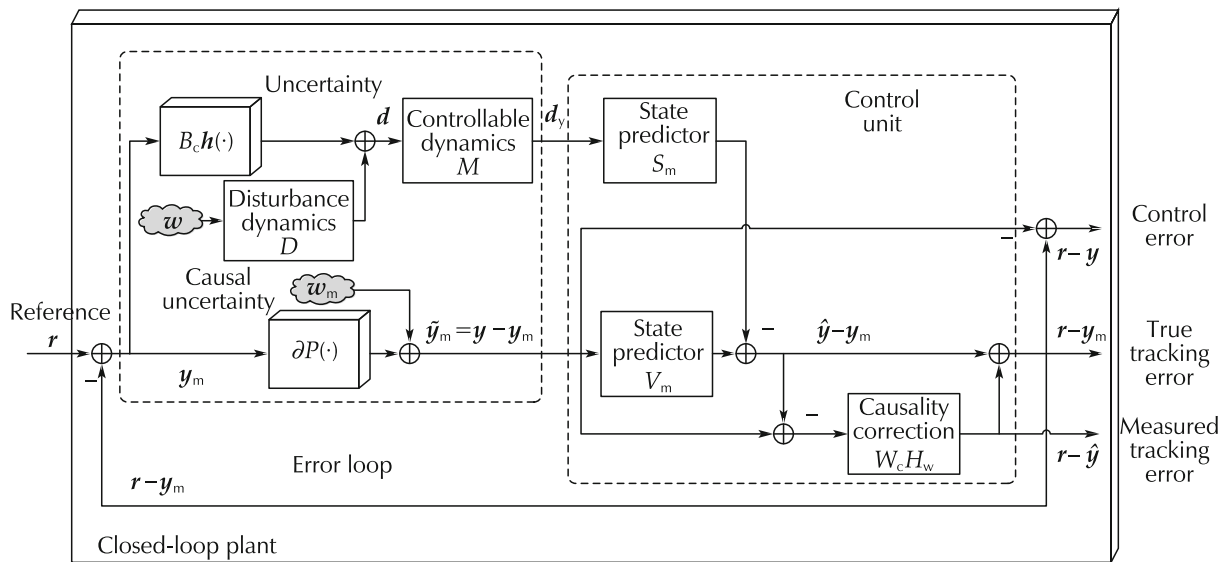 Uncertainty
B_c h(·)
d
Controllable
dynamics
M
d_y
State
predictor
S_m
Control
unit
w
Disturbance
dynamics
D
Control
error
−
r − y
Causal
uncertainty
w_m
Reference
r
−
y_m
∂P(·)
ỹ_m = y − y_m
State
predictor
V_m
−
ŷ − y_m
r − y_m
True
tracking
error
−
Causality
correction
W_c H_w
r − ŷ
Measured
tracking
error
Error loop
r − y_m
Closed-loop plant